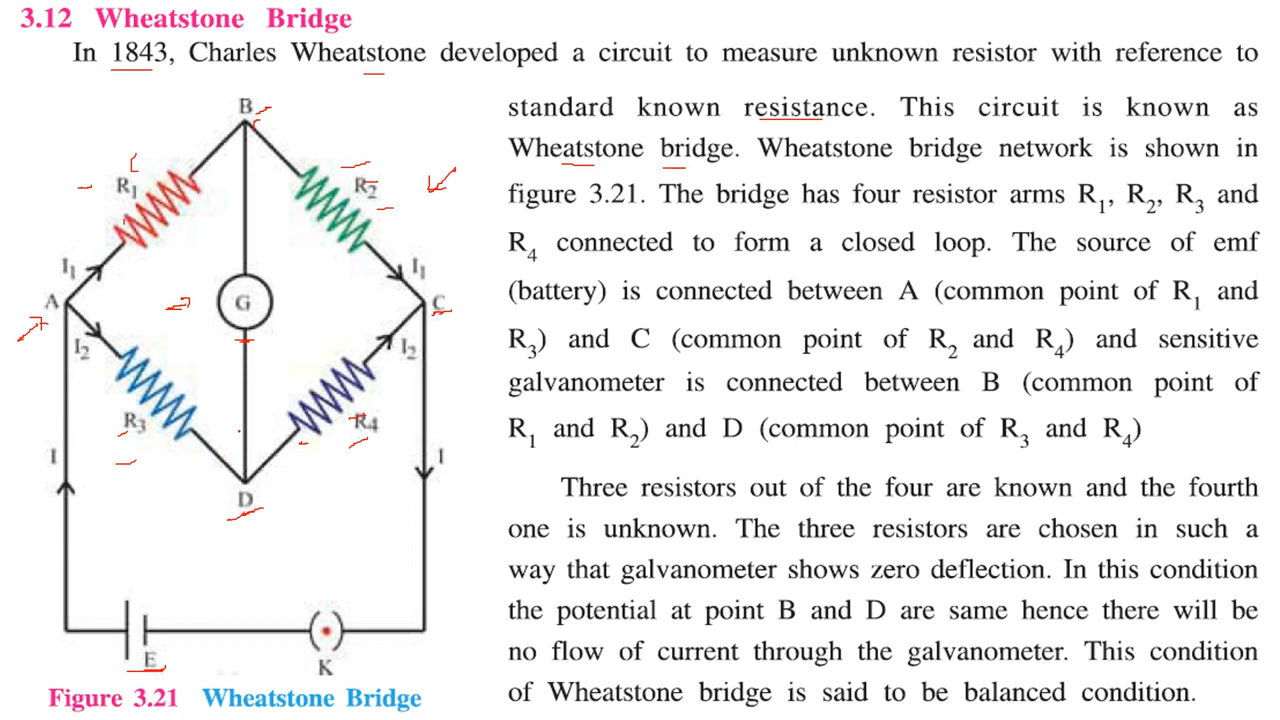 3.12 Wheatstone Bridge
In 1843, Charles Wheatstone developed a circuit to measure unknown resistor with reference to
standard known resistance. This circuit is known as
Wheatstone bridge. Wheatstone bridge network is shown in
figure 3.21. The bridge has four resistor arms R₁, R₂, R₃ and
R₄ connected to form a closed loop. The source of emf
(battery) is connected between A (common point of R₁ and
R₃) and C (common point of R₂ and R₄) and sensitive
galvanometer is connected between B (common point of
R₁ and R₂) and D (common point of R₃ and R₄)
Three resistors out of the four are known and the fourth
one is unknown. The three resistors are chosen in such a
way that galvanometer shows zero deflection. In this condition
the potential at point B and D are same hence there will be
no flow of current through the galvanometer. This condition
of Wheatstone bridge is said to be balanced condition.
B
R₁
R₂
I₁
I₁
A
G
C
I₂
I₂
R₃
R₄
I
I
D
E
K
Figure 3.21 Wheatstone Bridge